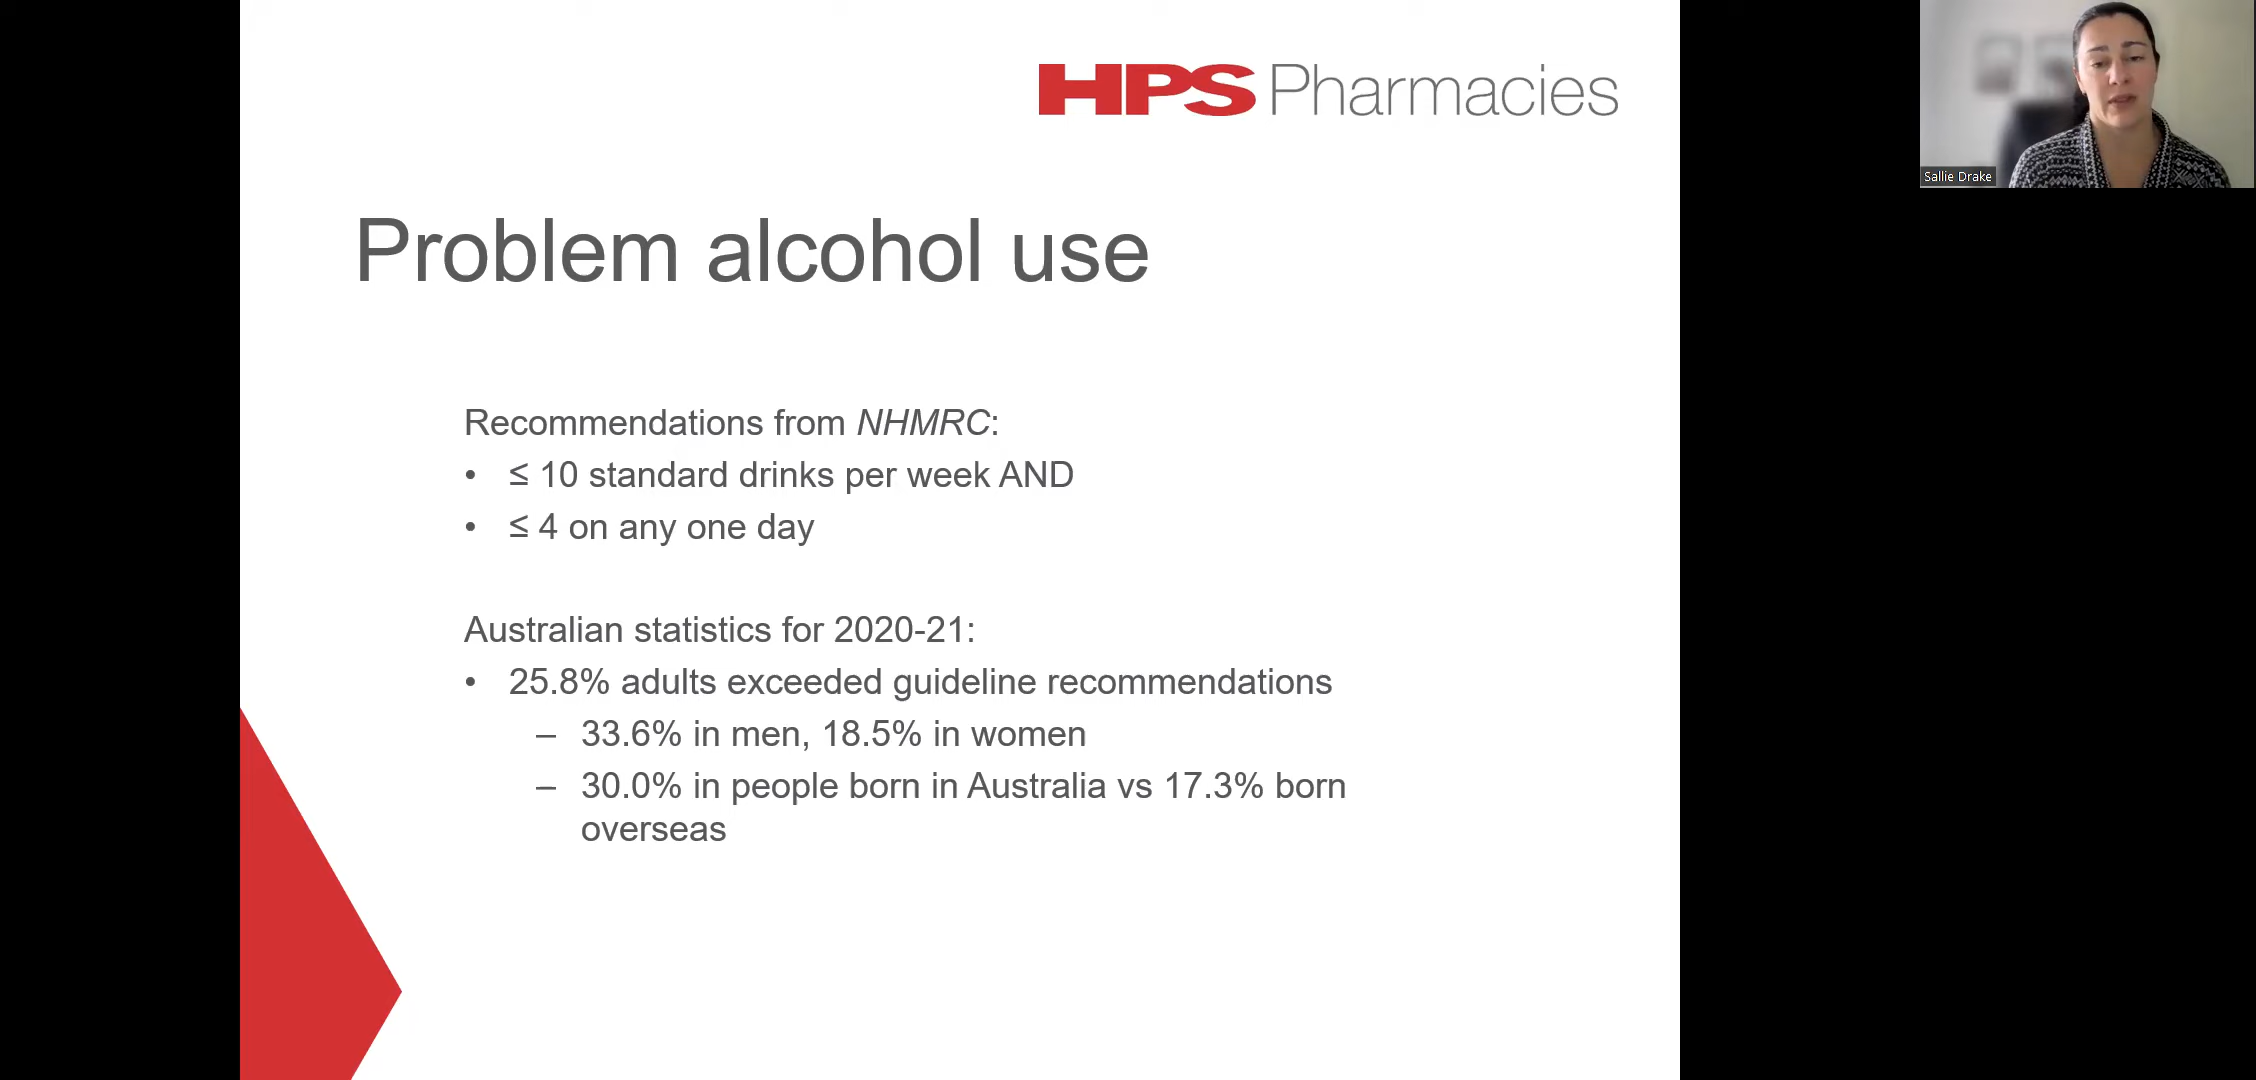 HPS Pharmacies
Sallie Drake
Problem alcohol use
Recommendations from NHMRC:
• ≤ 10 standard drinks per week AND
• ≤ 4 on any one day
Australian statistics for 2020-21:
• 25.8% adults exceeded guideline recommendations
– 33.6% in men, 18.5% in women
– 30.0% in people born in Australia vs 17.3% born
overseas